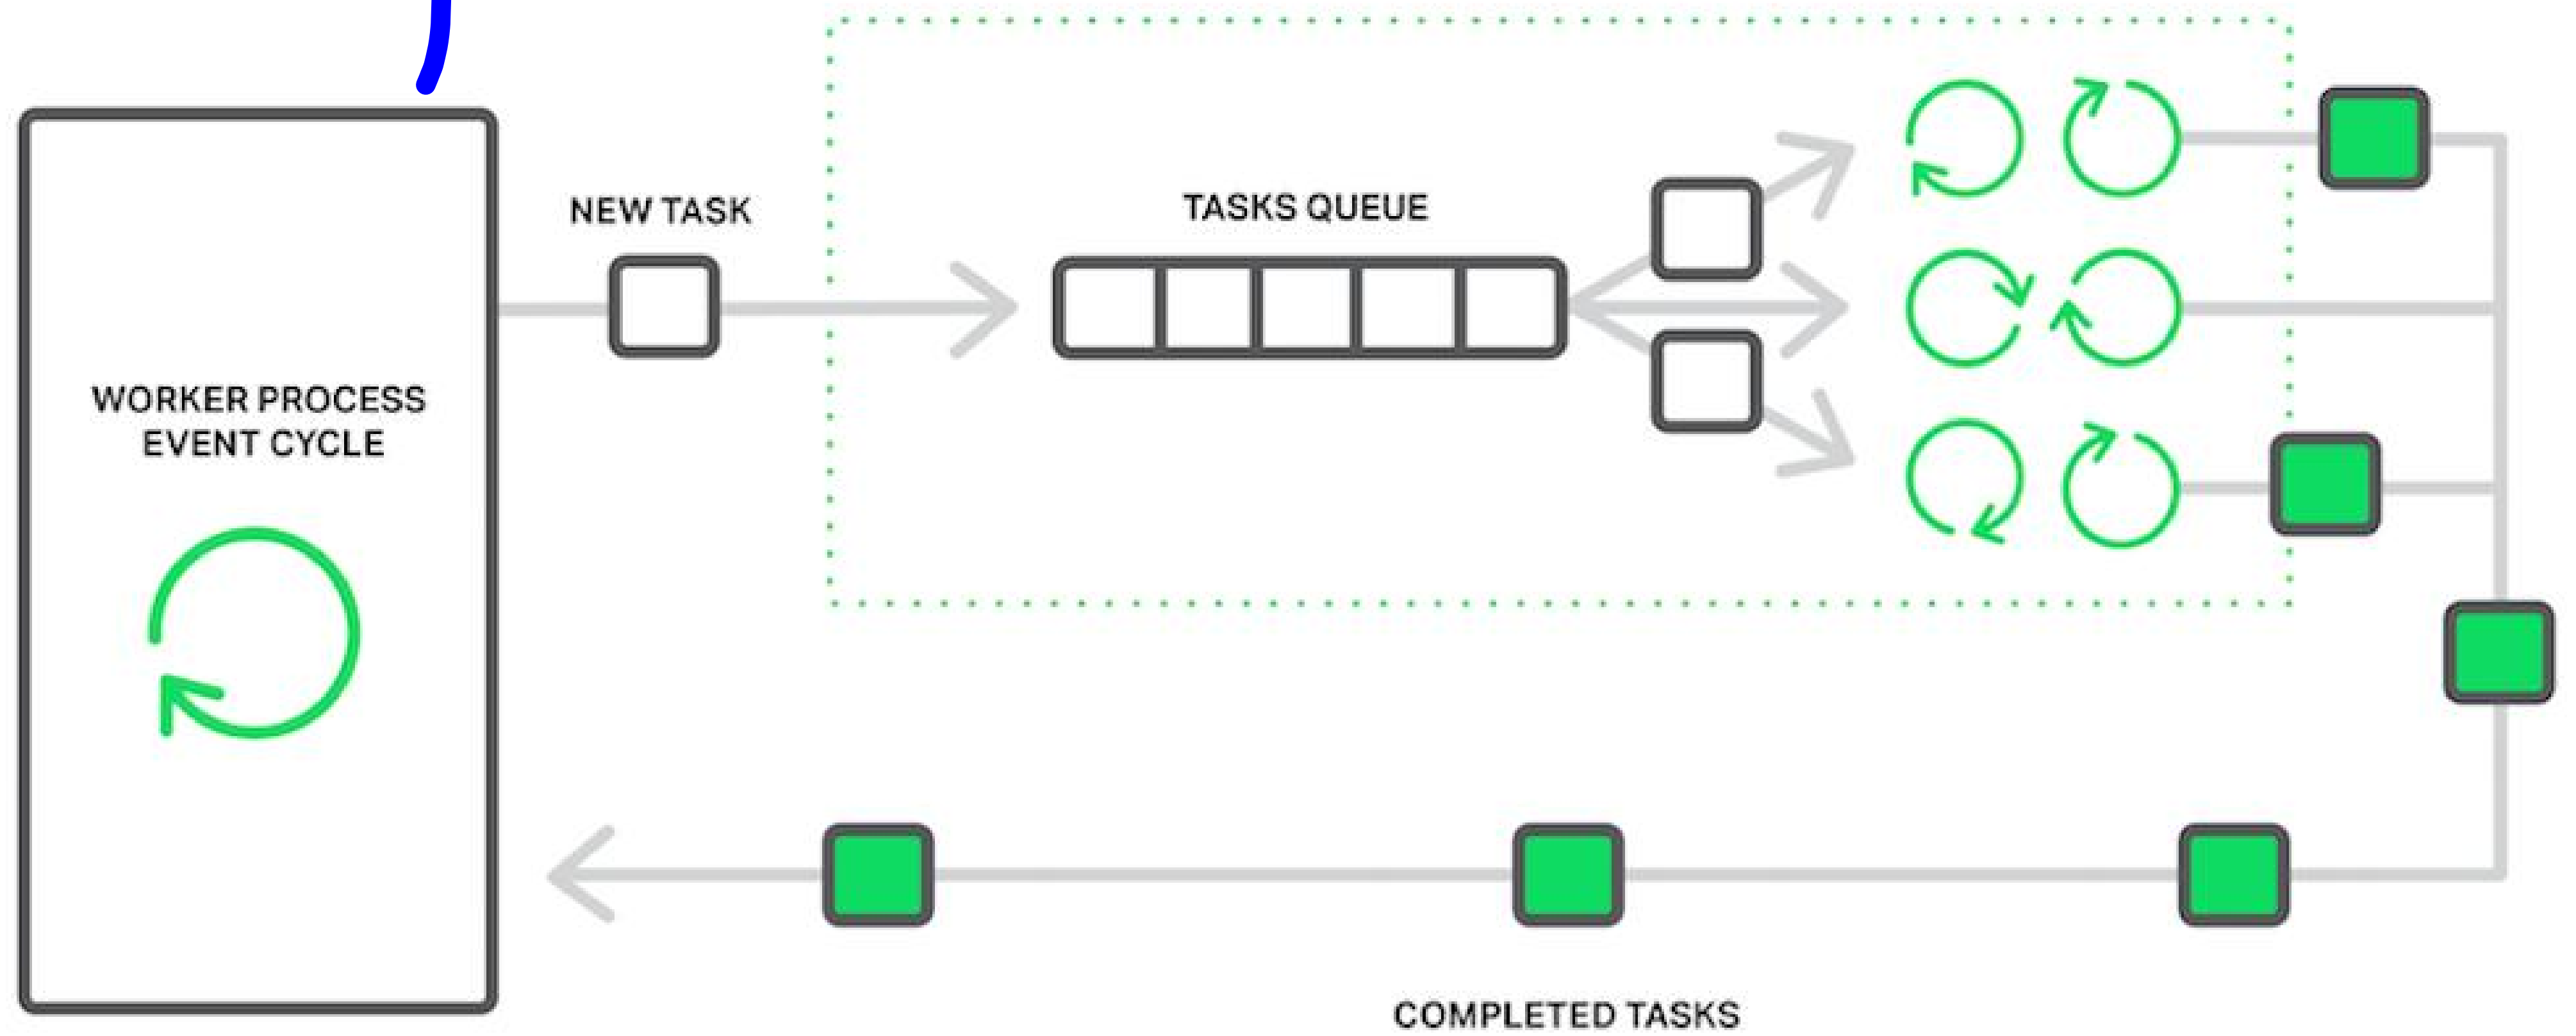 NEW TASK
TASKS QUEUE
WORKER PROCESS
EVENT CYCLE
COMPLETED TASKS